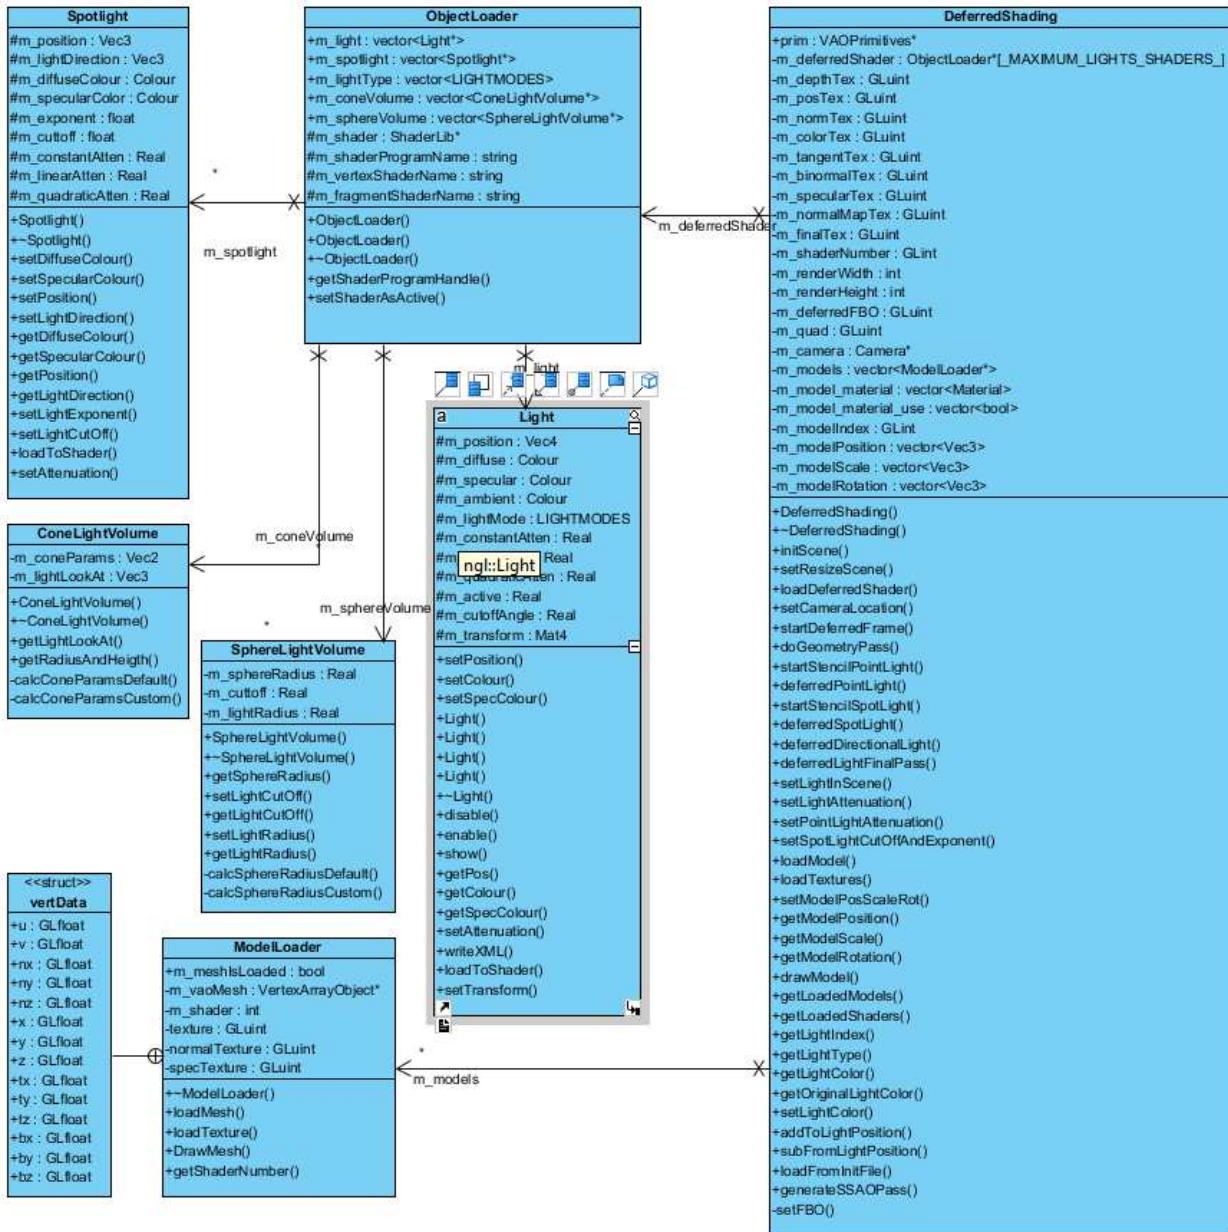 Spotlight
#m_position : Vec3
#m_lightDirection : Vec3
#m_diffuseColour : Colour
#m_specularColor : Colour
#m_exponent : float
#m_cuttoff : float
#m_constantAtten : Real
#m_linearAtten : Real
#m_quadraticAtten : Real
+Spotlight()
+~Spotlight()
+setDiffuseColour()
+setSpecularColour()
+setPosition()
+setLightDirection()
+getDiffuseColour()
+getSpecularColour()
+getPosition()
+getLightDirection()
+setLightExponent()
+setLightCutOff()
+loadToShader()
+setAttenuation()
*
m_spotlight
ObjectLoader
+m_light : vector<Light*>
+m_spotlight : vector<Spotlight*>
+m_lightType : vector<LIGHTMODES>
+m_coneVolume : vector<ConeLightVolume*>
+m_sphereVolume : vector<SphereLightVolume*>
#m_shader : ShaderLib*
#m_shaderProgramName : string
#m_vertexShaderName : string
#m_fragmentShaderName : string
+ObjectLoader()
+ObjectLoader()
+~ObjectLoader()
+getShaderProgramHandle()
+setShaderAsActive()
m_deferredShader
DeferredShading
+prim : VAOPrimitives*
-m_deferredShader : ObjectLoader*[_MAXIMUM_LIGHTS_SHADERS_]
-m_depthTex : GLuint
-m_posTex : GLuint
-m_normTex : GLuint
-m_colorTex : GLuint
-m_tangentTex : GLuint
-m_binormalTex : GLuint
-m_specularTex : GLuint
-m_normalMapTex : GLuint
-m_finalTex : GLuint
-m_shaderNumber : GLint
-m_renderWidth : int
-m_renderHeight : int
-m_deferredFBO : GLuint
-m_quad : GLuint
-m_camera : Camera*
-m_models : vector<ModelLoader*>
-m_model_material : vector<Material>
-m_model_material_use : vector<bool>
-m_modelIndex : GLint
-m_modelPosition : vector<Vec3>
-m_modelScale : vector<Vec3>
-m_modelRotation : vector<Vec3>
+DeferredShading()
+~DeferredShading()
+initScene()
+setResizeScene()
+loadDeferredShader()
+setCameraLocation()
+startDeferredFrame()
+doGeometryPass()
+startStencilPointLight()
+deferredPointLight()
+startStencilSpotLight()
+deferredSpotLight()
+deferredDirectionalLight()
+deferredLightFinalPass()
+setLightInScene()
+setLightAttenuation()
+setPointLightAttenuation()
+setSpotLightCutOffAndExponent()
+loadModel()
+loadTextures()
+setModelPosScaleRot()
+getModelPosition()
+getModelScale()
+getModelRotation()
+drawModel()
+getLoadedModels()
+getLoadedShaders()
+getLightIndex()
+getLightType()
+getLightColor()
+getOriginalLightColor()
+setLightColor()
+addToLightPosition()
+subFromLightPosition()
+loadFromInitFile()
+generateSSAOPass()
-setFBO()
m_light
a Light
#m_position : Vec4
#m_diffuse : Colour
#m_specular : Colour
#m_ambient : Colour
#m_lightMode : LIGHTMODES
#m_constantAtten : Real
Real
ngl::Light
#m_quadraticAtten : Real
#m_active : Real
#m_cutoffAngle : Real
#m_transform : Mat4
+setPosition()
+setColour()
+setSpecColour()
+Light()
+Light()
+Light()
+Light()
+~Light()
+disable()
+enable()
+show()
+getPos()
+getColour()
+getSpecColour()
+setAttenuation()
+writeXML()
+loadToShader()
+setTransform()
ConeLightVolume
-m_coneParams : Vec2
-m_lightLookAt : Vec3
+ConeLightVolume()
+~ConeLightVolume()
+getLightLookAt()
+getRadiusAndHeigth()
-calcConeParamsDefault()
-calcConeParamsCustom()
m_coneVolume
*
m_sphereVolume
*
SphereLightVolume
-m_sphereRadius : Real
-m_cuttoff : Real
-m_lightRadius : Real
+SphereLightVolume()
+~SphereLightVolume()
+getSphereRadius()
+setLightCutOff()
+getLightCutOff()
+setLightRadius()
+getLightRadius()
-calcSphereRadiusDefault()
-calcSphereRadiusCustom()
<<struct>>
vertData
+u : GLfloat
+v : GLfloat
+nx : GLfloat
+ny : GLfloat
+nz : GLfloat
+x : GLfloat
+y : GLfloat
+z : GLfloat
+tx : GLfloat
+ty : GLfloat
+tz : GLfloat
+bx : GLfloat
+by : GLfloat
+bz : GLfloat
ModelLoader
+m_meshIsLoaded : bool
-m_vaoMesh : VertexArrayObject*
-m_shader : int
-texture : GLuint
-normalTexture : GLuint
-specTexture : GLuint
+~ModelLoader()
+loadMesh()
+loadTexture()
+DrawMesh()
+getShaderNumber()
*
m_models